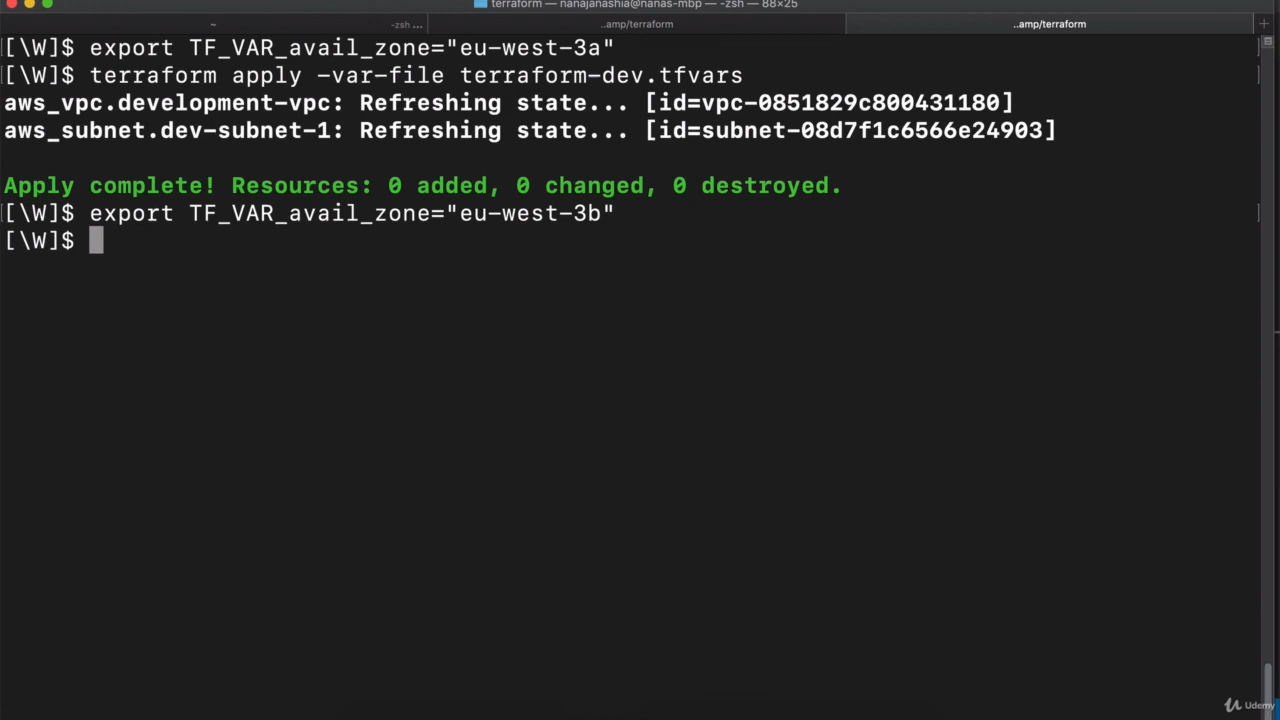 terraform — nanajanashia@nanas-mbp — -zsh — 88×25
~ -zsh ... ..amp/terraform ..amp/terraform +
[\W]$ export TF_VAR_avail_zone="eu-west-3a"
[\W]$ terraform apply -var-file terraform-dev.tfvars
aws_vpc.development-vpc: Refreshing state... [id=vpc-0851829c800431180]
aws_subnet.dev-subnet-1: Refreshing state... [id=subnet-08d7f1c6566e24903]
Apply complete! Resources: 0 added, 0 changed, 0 destroyed.
[\W]$ export TF_VAR_avail_zone="eu-west-3b"
[\W]$
Udemy